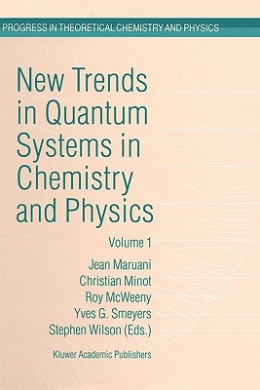 PROGRESS IN THEORETICAL CHEMISTRY AND PHYSICS
New Trends
in Quantum
Systems in
Chemistry
and Physics
Volume 1
Jean Maruani
Christian Minot
Roy McWeeny
Yves G. Smeyers
Stephen Wilson (Eds.)
Kluwer Academic Publishers